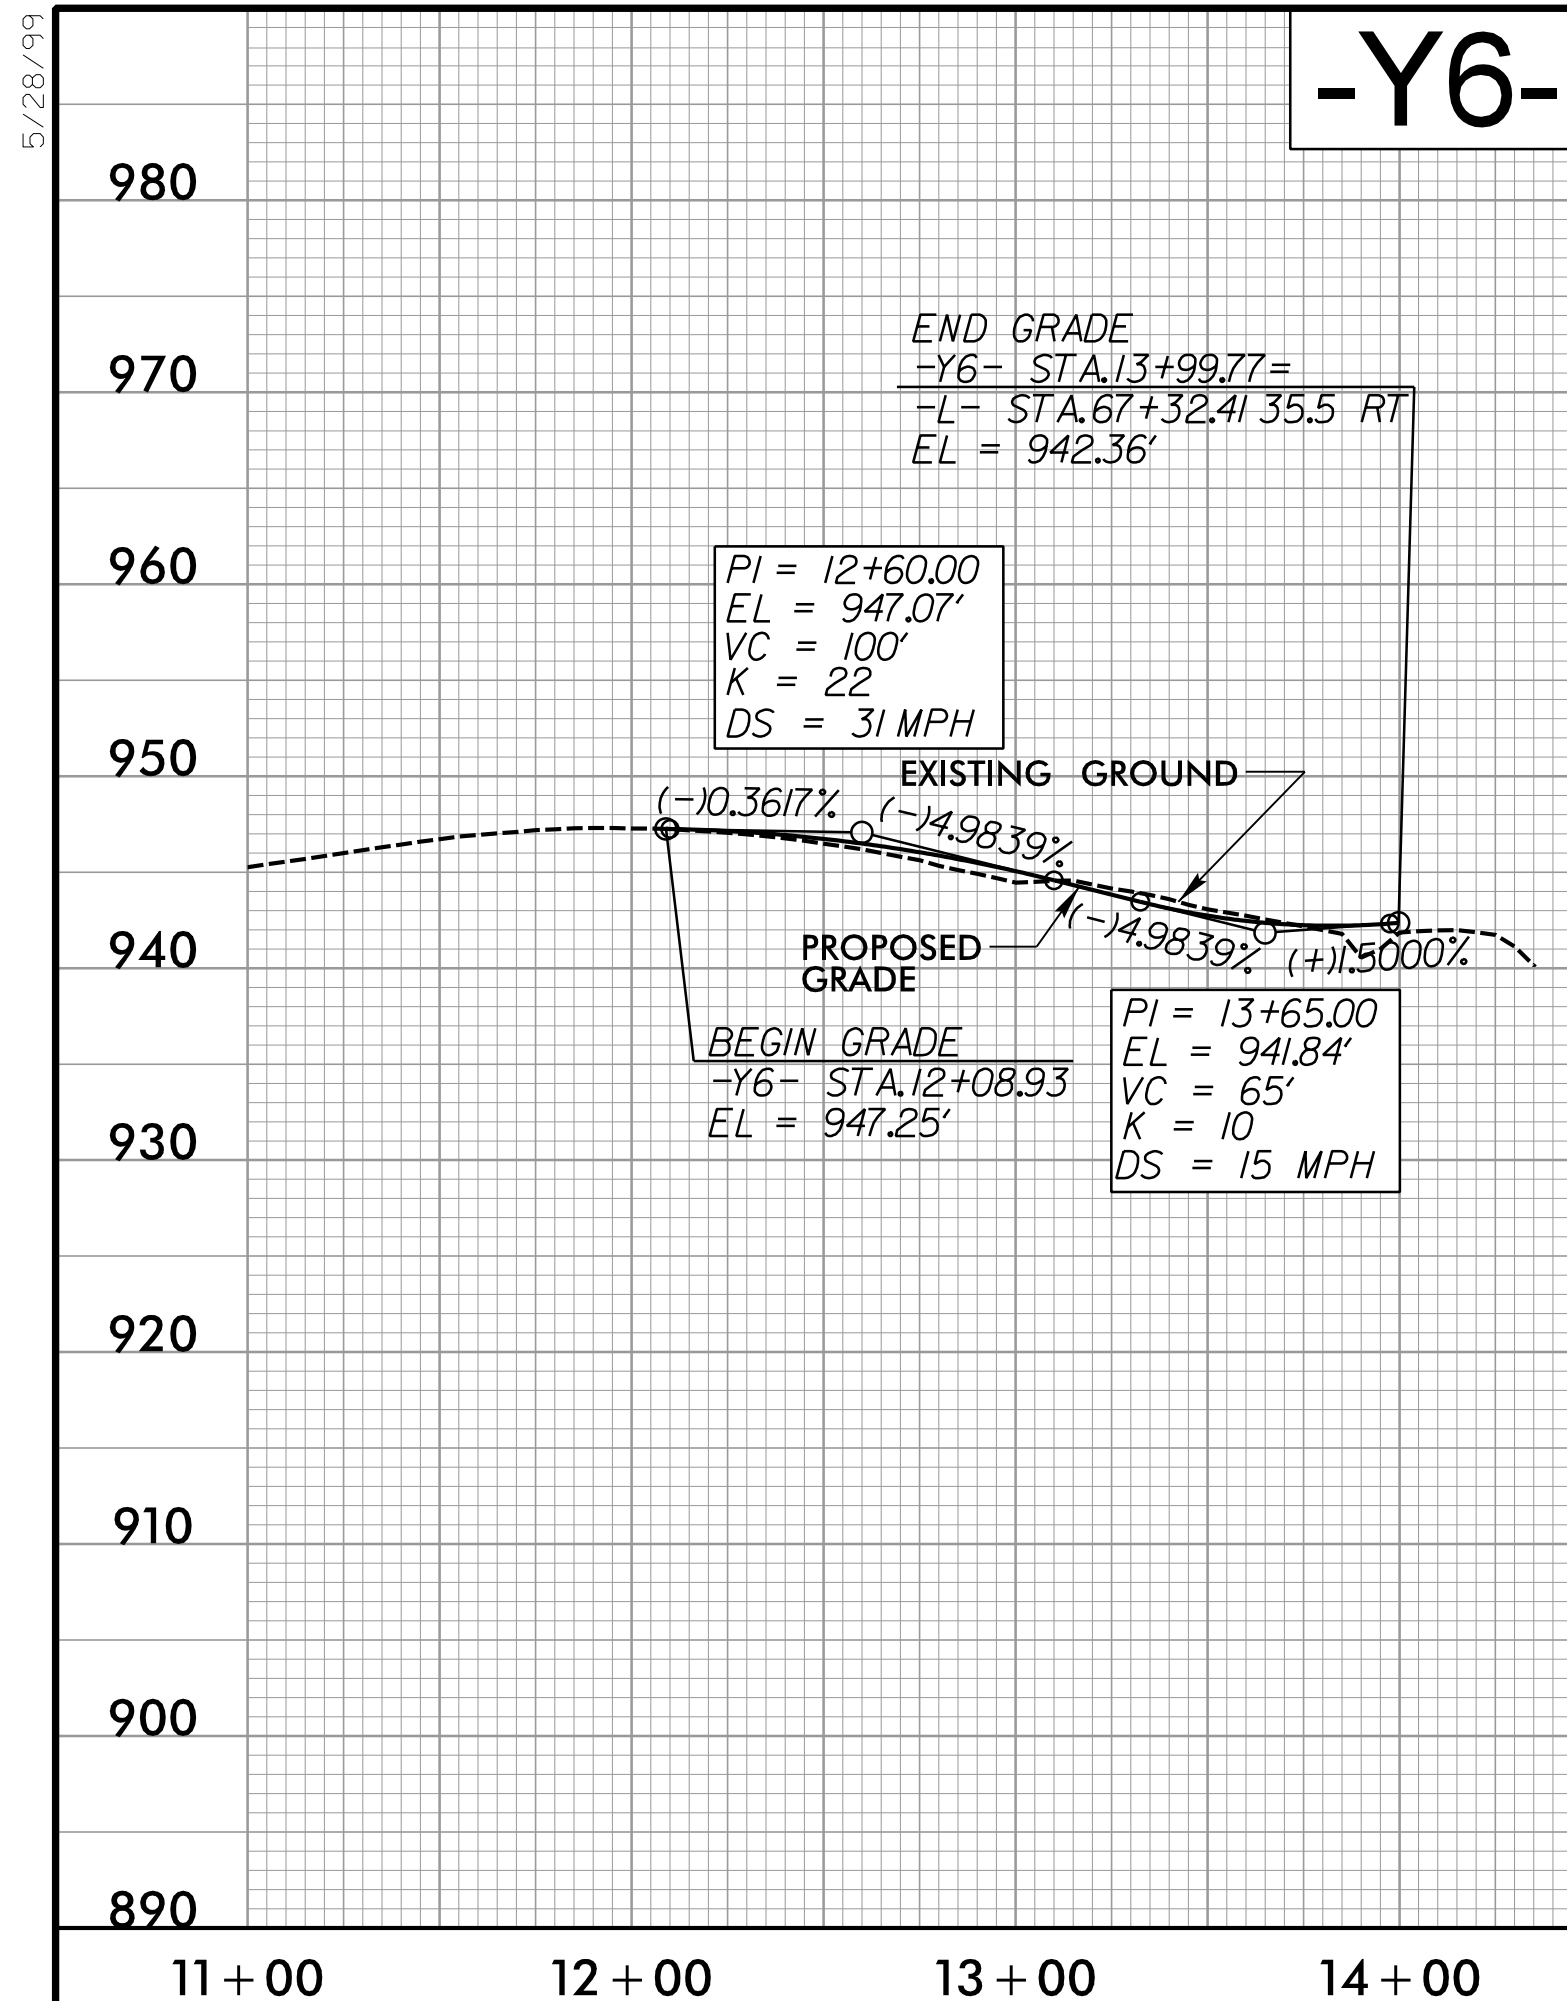 5/28/99
-Y6-
980
970
960
950
940
930
920
910
900
890
END GRADE
-Y6- STA.13+99.77=
-L- STA.67+32.41 35.5 RT
EL = 942.36'
PI = 12+60.00
EL = 947.07'
VC = 100'
K = 22
DS = 31 MPH
EXISTING GROUND
(-)0.3617%
(-)4.9839%
PROPOSED
GRADE
(-)4.9839%
(+)1.5000%
BEGIN GRADE
-Y6- STA.12+08.93
EL = 947.25'
PI = 13+65.00
EL = 941.84'
VC = 65'
K = 10
DS = 15 MPH
11+00 12+00 13+00 14+00